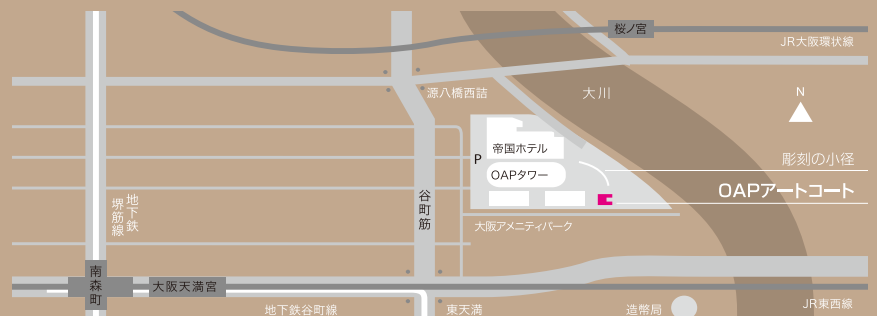 桜ノ宮
JR大阪環状線
源八橋西詰
大川
N
帝国ホテル
P
彫刻の小径
OAPタワー
OAPアートコート
谷町筋
地下鉄
堺筋線
大阪アメニティパーク
南森町
大阪天満宮
地下鉄谷町線
東天満
造幣局
JR東西線